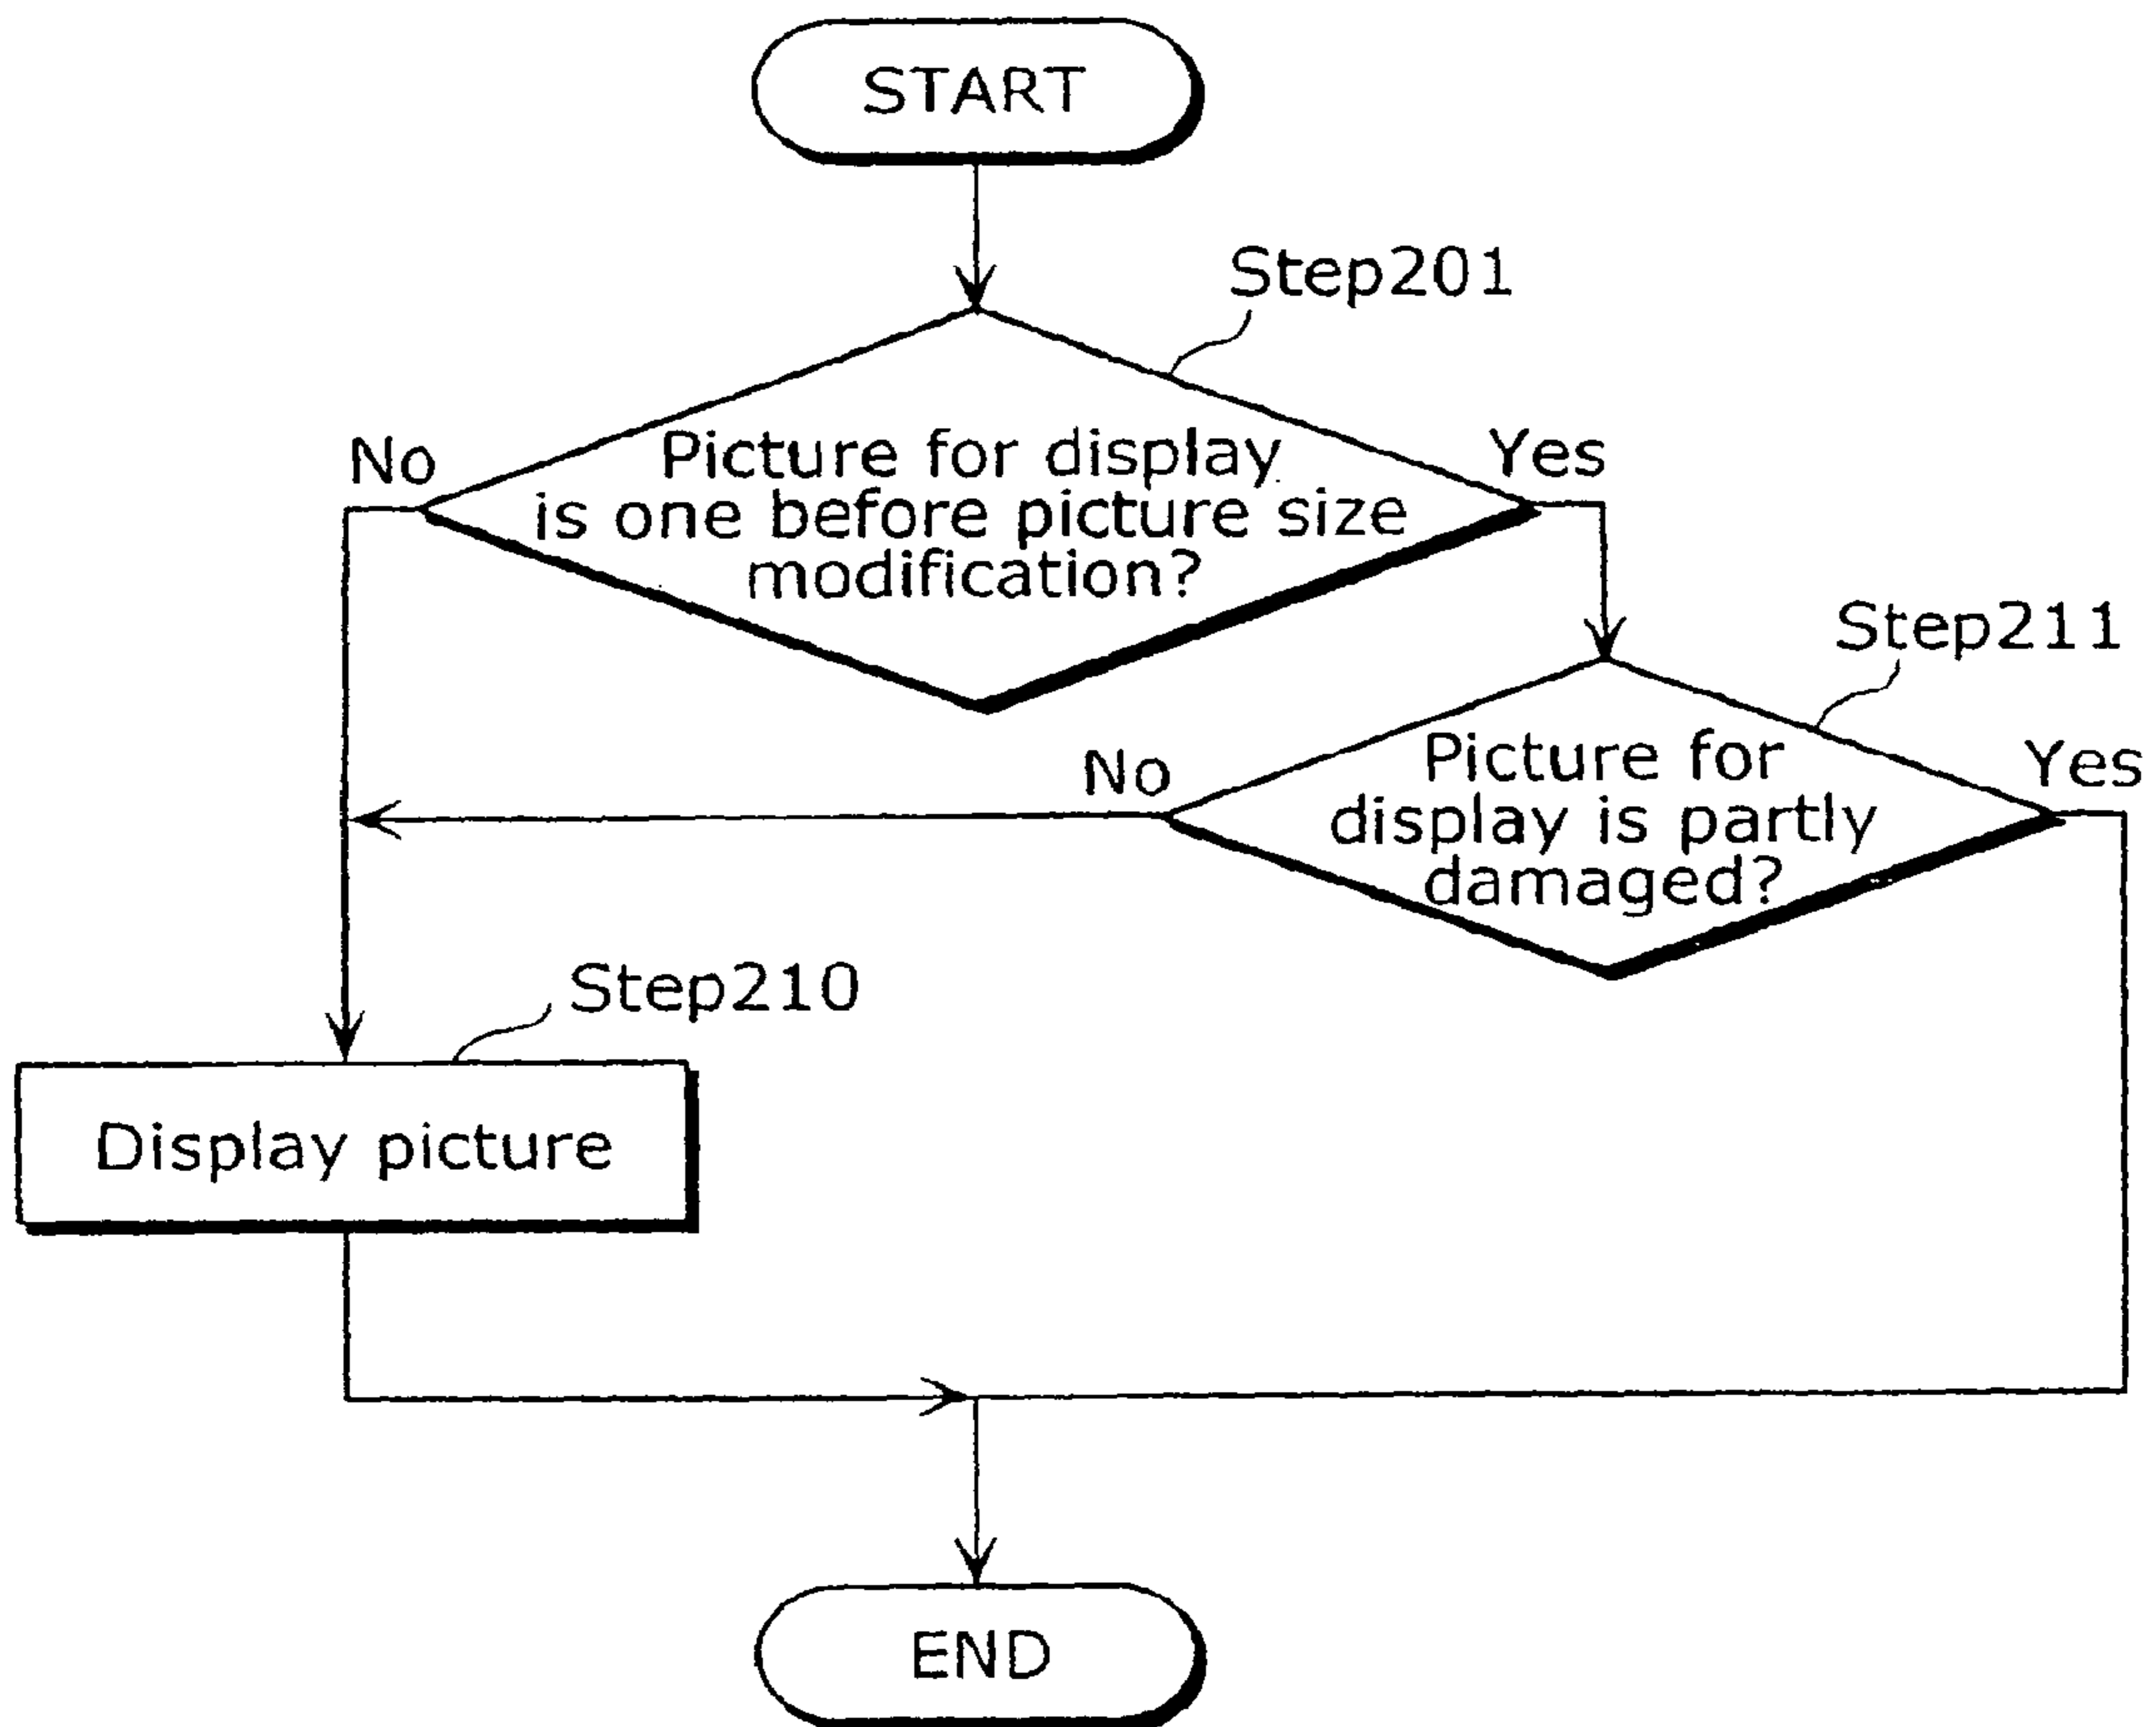 START
Step201
No
Yes
Picture for display
is one before picture size
modification?
Step211
No
Yes
Picture for
display is partly
damaged?
Step210
Display picture
END